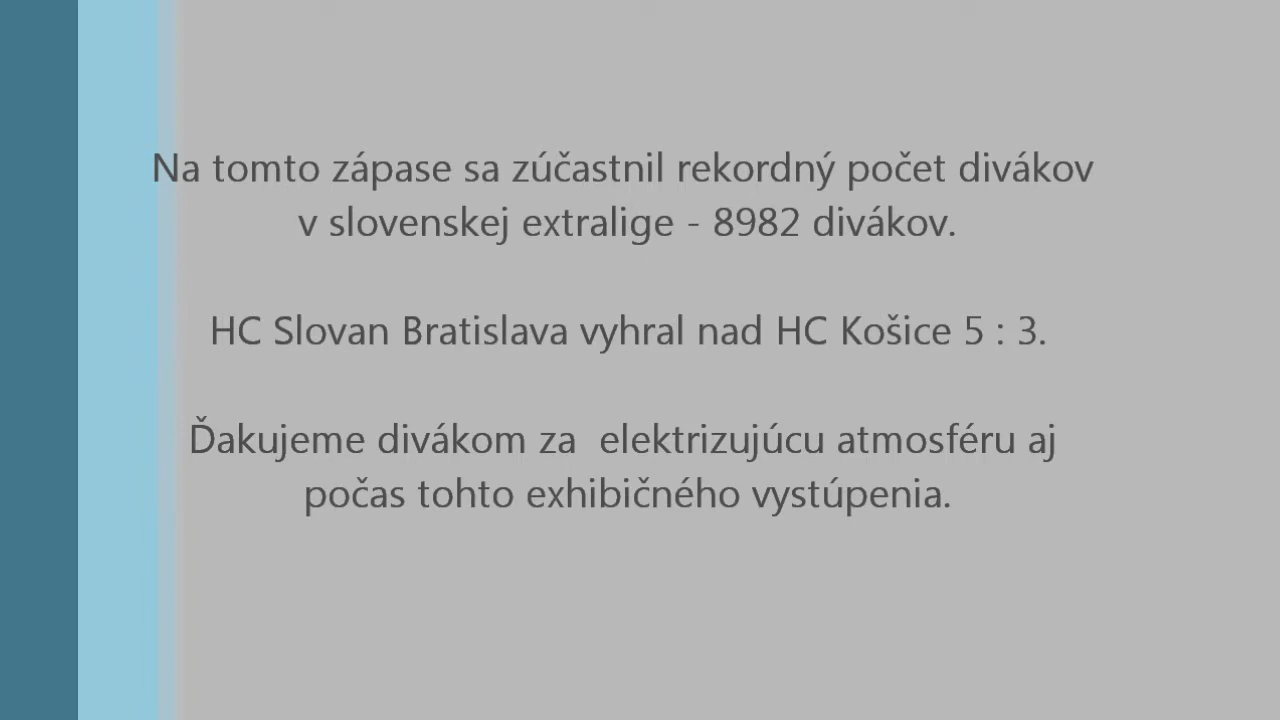 Na tomto zápase sa zúčastnil rekordný počet divákov
v slovenskej extralige - 8982 divákov.
HC Slovan Bratislava vyhral nad HC Košice 5 : 3.
Ďakujeme divákom za  elektrizujúcu atmosféru aj
počas tohto exhibičného vystúpenia.